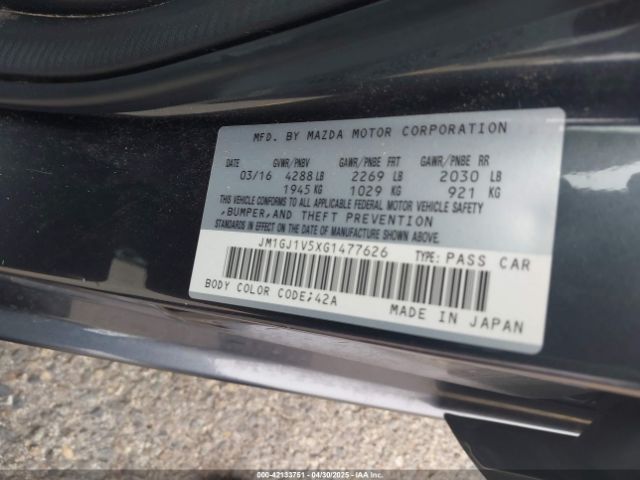 MFD. BY MAZDA MOTOR CORPORATION
DATE GVWR/PNBV GAWR/PNBE FRT GAWR/PNBE RR
03/16 4288 LB 2269 LB 2030 LB
1945 KG 1029 KG 921 KG
THIS VEHICLE CONFORMS TO ALL APPLICABLE FEDERAL MOTOR VEHICLE SAFETY
,BUMPER,AND THEFT PREVENTION
STANDARDS IN EFFECT ON THE DATE OF MANUFACTURE SHOWN ABOVE.
JM1GJ1V5XG1477626 TYPE: PASS CAR
BODY COLOR CODE;42A MADE IN JAPAN
000-42133751 - 04/30/2025 - IAAI.COM